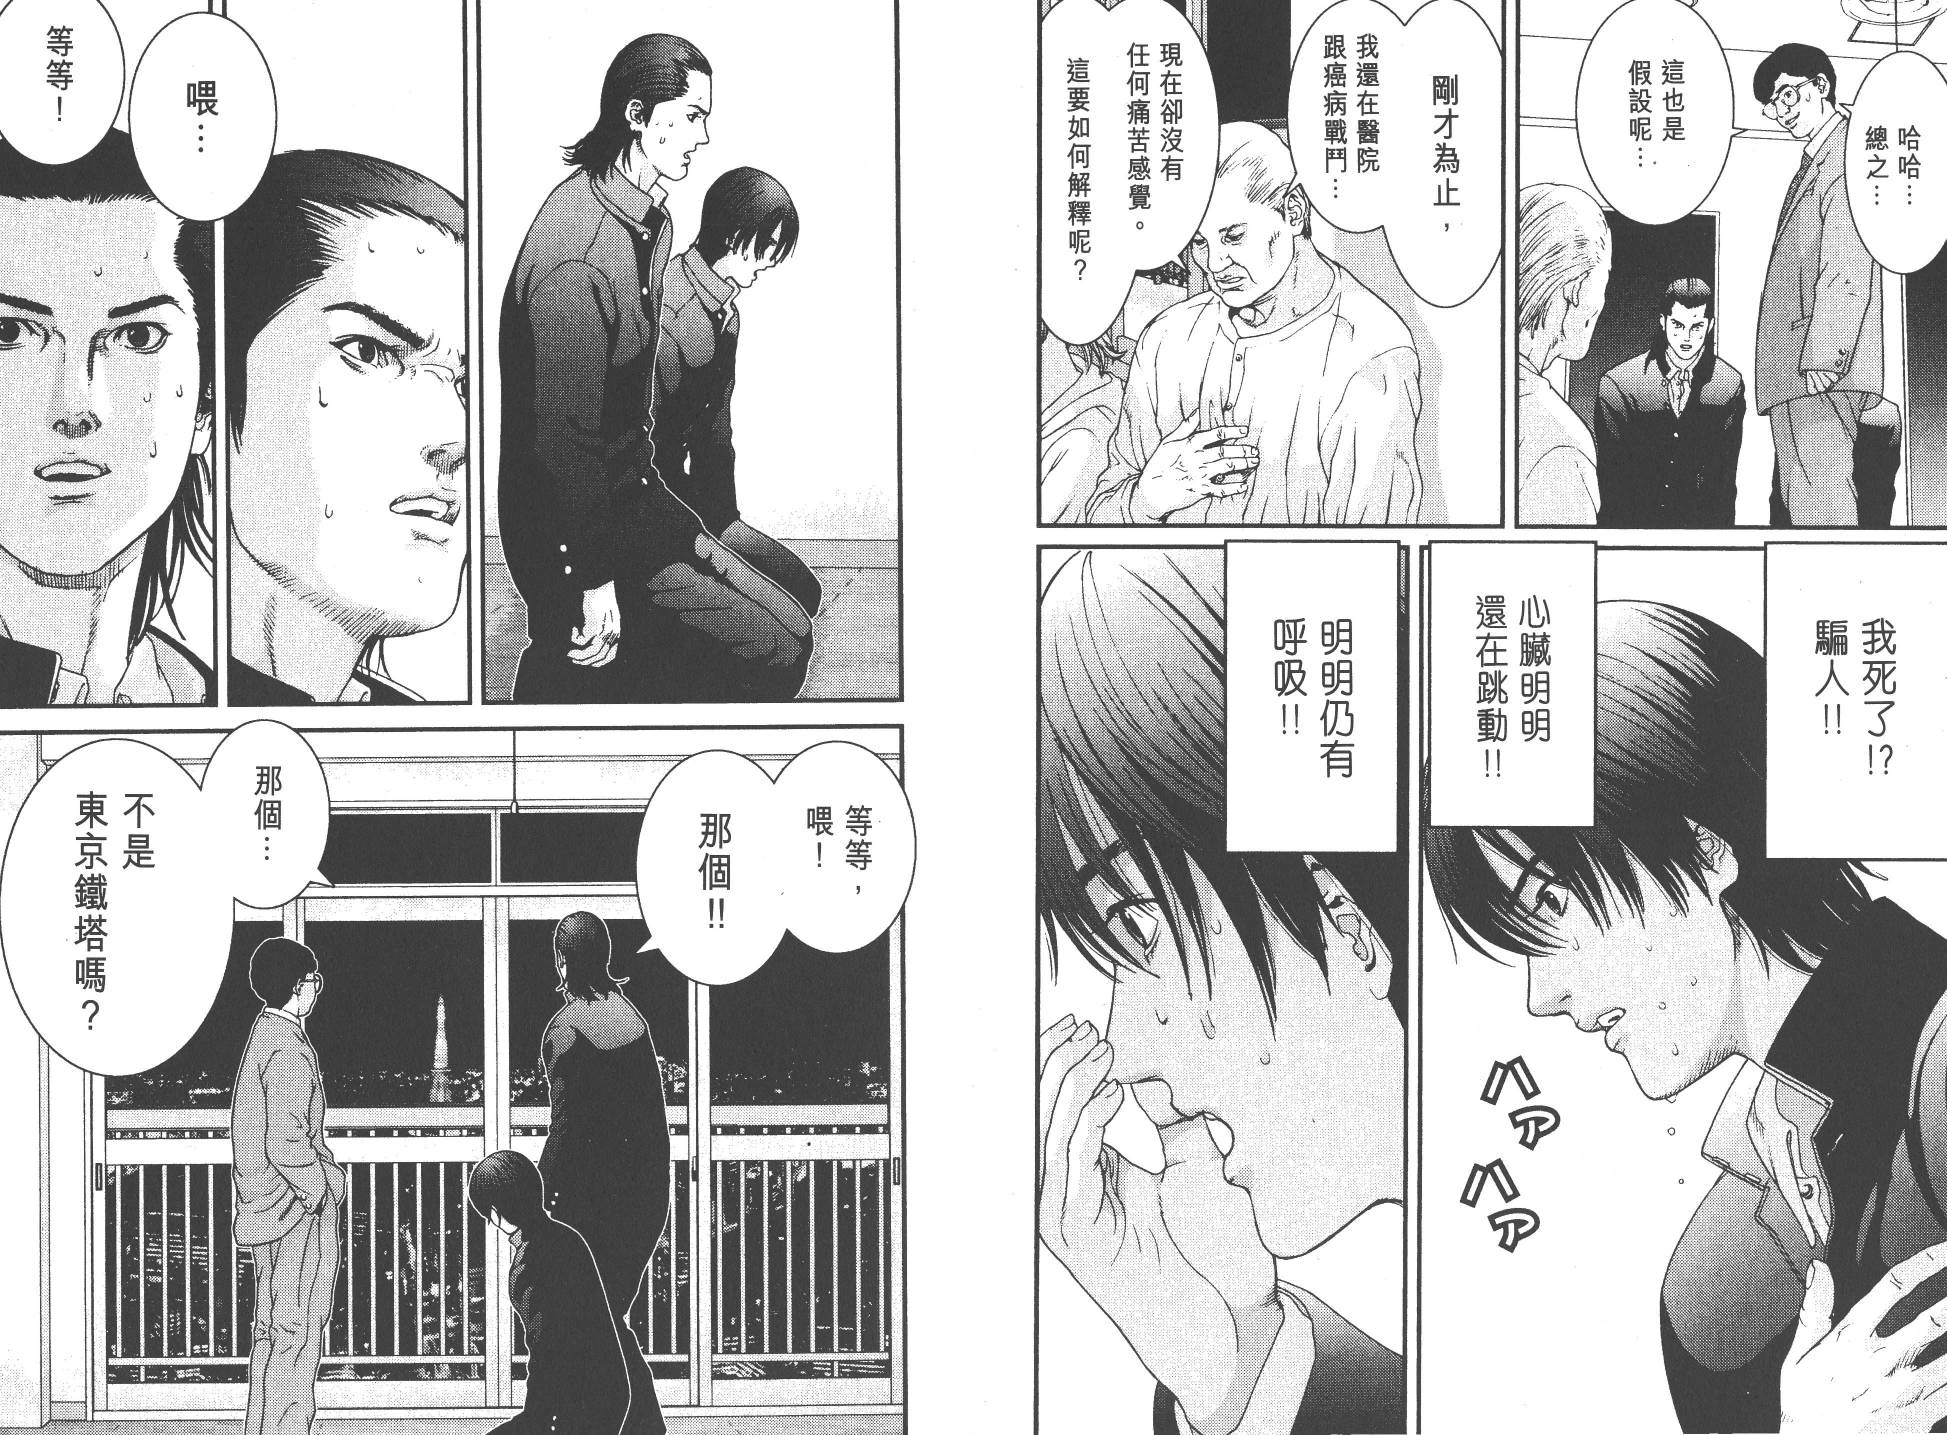 哈哈…
總之…
這也是
假設呢…
剛才為止，
我還在醫院
跟癌病戰鬥…
現在卻沒有
任何痛苦感覺。
這要如何解釋呢？
我死了!?
騙人!!
心臟明明
還在跳動!!
明明仍有
呼吸!!
ハァ
ハァ
喂…
等等！
等等，
喂！
那個!!
那個…
不是
東京鐵塔嗎？